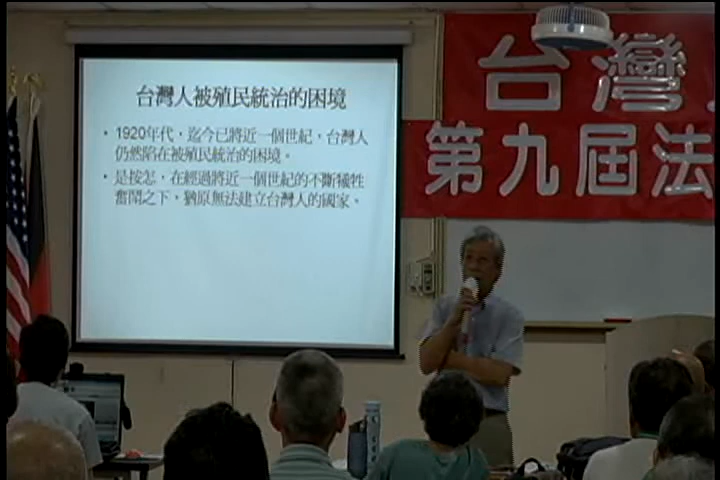 台灣人被殖民統治的困境
• 1920年代，迄今已將近一個世紀，台灣人
仍然陷在被殖民統治的困境。
• 是按怎，在經過將近一個世紀的不斷犧牲
奮鬥之下，猶原無法建立台灣人的國家。
台灣
第九屆法